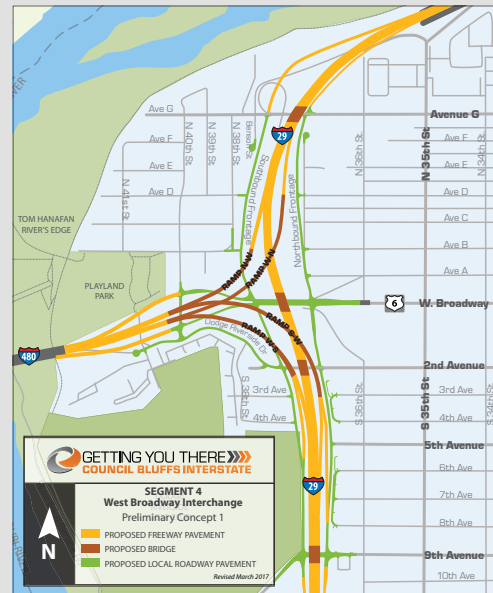 Ave G
Avenue G
Ave F
Ave F
Ave E
Ave E
Ave D
Ave D
Ave C
Ave B
Ave A
N 41st St
N 40th St
N 39th St
N 38th St
Benson St
Southbound Frontage
Northbound Frontage
N 36th St
N 35th St
N 34th St
29
TOM HANAFAN
RIVER'S EDGE
PLAYLAND
PARK
RAMP N-W
RAMP W-N
RAMP S-W
RAMP W-S
6
W. Broadway
480
Dodge Riverside Dr
2nd Avenue
S 38th St
3rd Ave
3rd Ave
4th Ave
4th Ave
S 36th St
S 35th St
S 34th St
5th Avenue
6th Ave
7th Ave
8th Ave
29
9th Avenue
10th Ave
GETTING YOU THERE
COUNCIL BLUFFS INTERSTATE
SEGMENT 4
West Broadway Interchange
Preliminary Concept 1
PROPOSED FREEWAY PAVEMENT
PROPOSED BRIDGE
PROPOSED LOCAL ROADWAY PAVEMENT
Revised March 2017
N